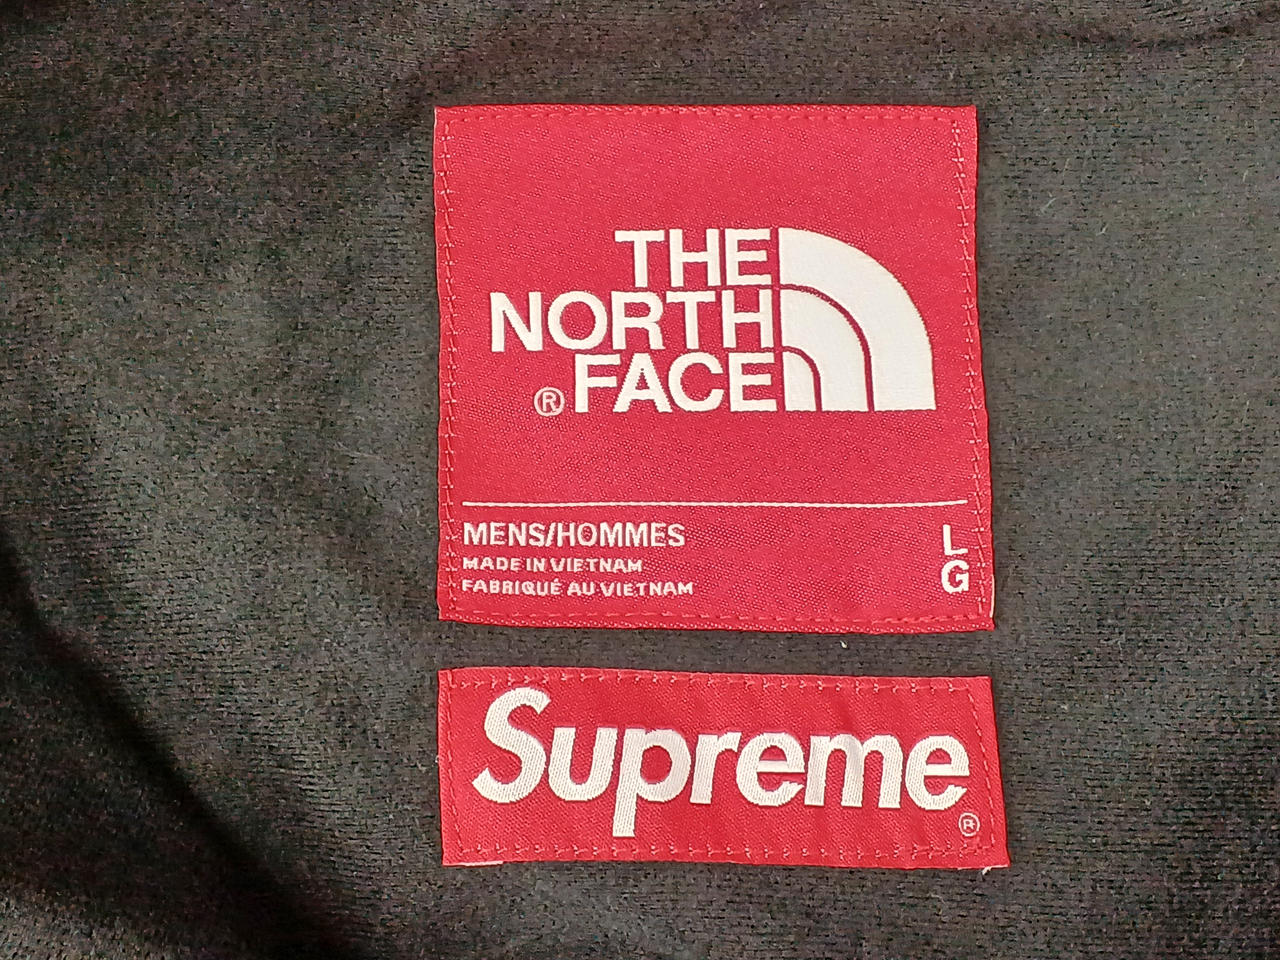 THE
NORTH
FACE
®
MENS/HOMMES
MADE IN VIETNAM
FABRIQUÉ AU VIETNAM
L
G
Supreme
®